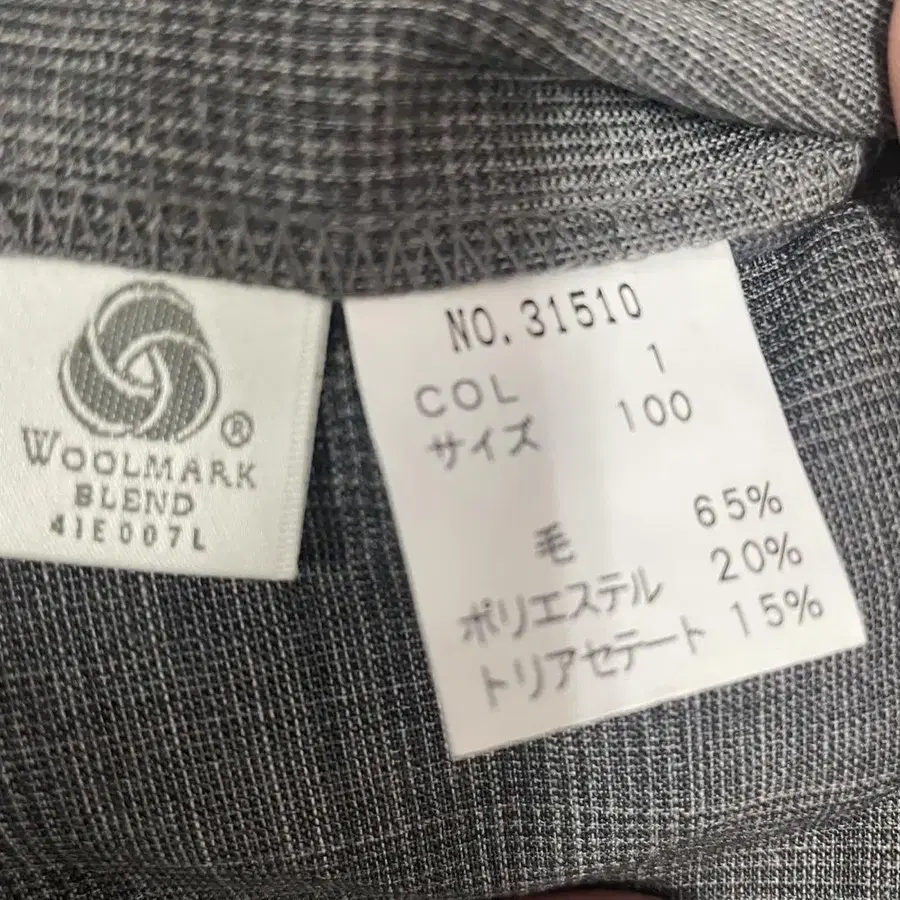 ®
WOOLMARK
BLEND
41E007L
NO.31510
COL 1
サイズ 100
毛 65%
ポリエステル 20%
トリアセテート 15%